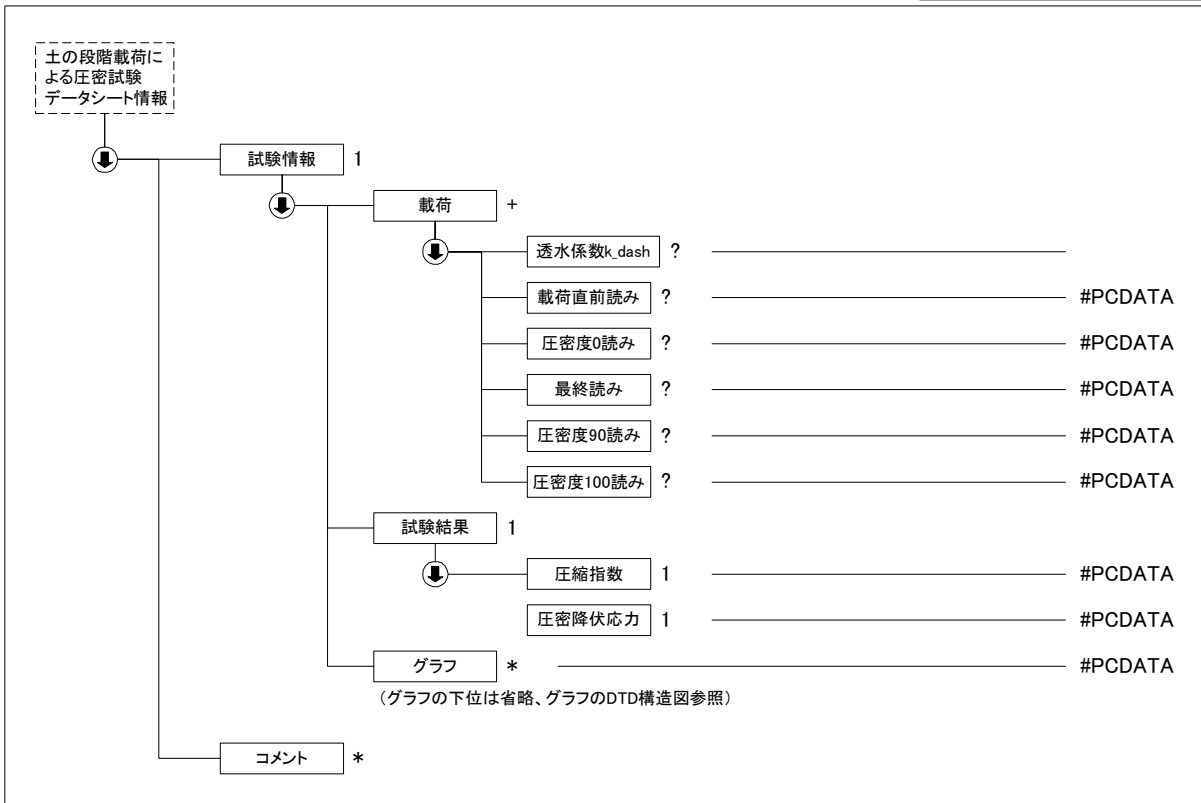 土の段階載荷に
よる圧密試験
データシート情報
試験情報 1
載荷 +
透水係数k_dash ?
載荷直前読み ? #PCDATA
圧密度0読み ? #PCDATA
最終読み ? #PCDATA
圧密度90読み ? #PCDATA
圧密度100読み ? #PCDATA
試験結果 1
圧縮指数 1 #PCDATA
圧密降伏応力 1 #PCDATA
グラフ * #PCDATA
(グラフの下位は省略、グラフのDTD構造図参照)
コメント *